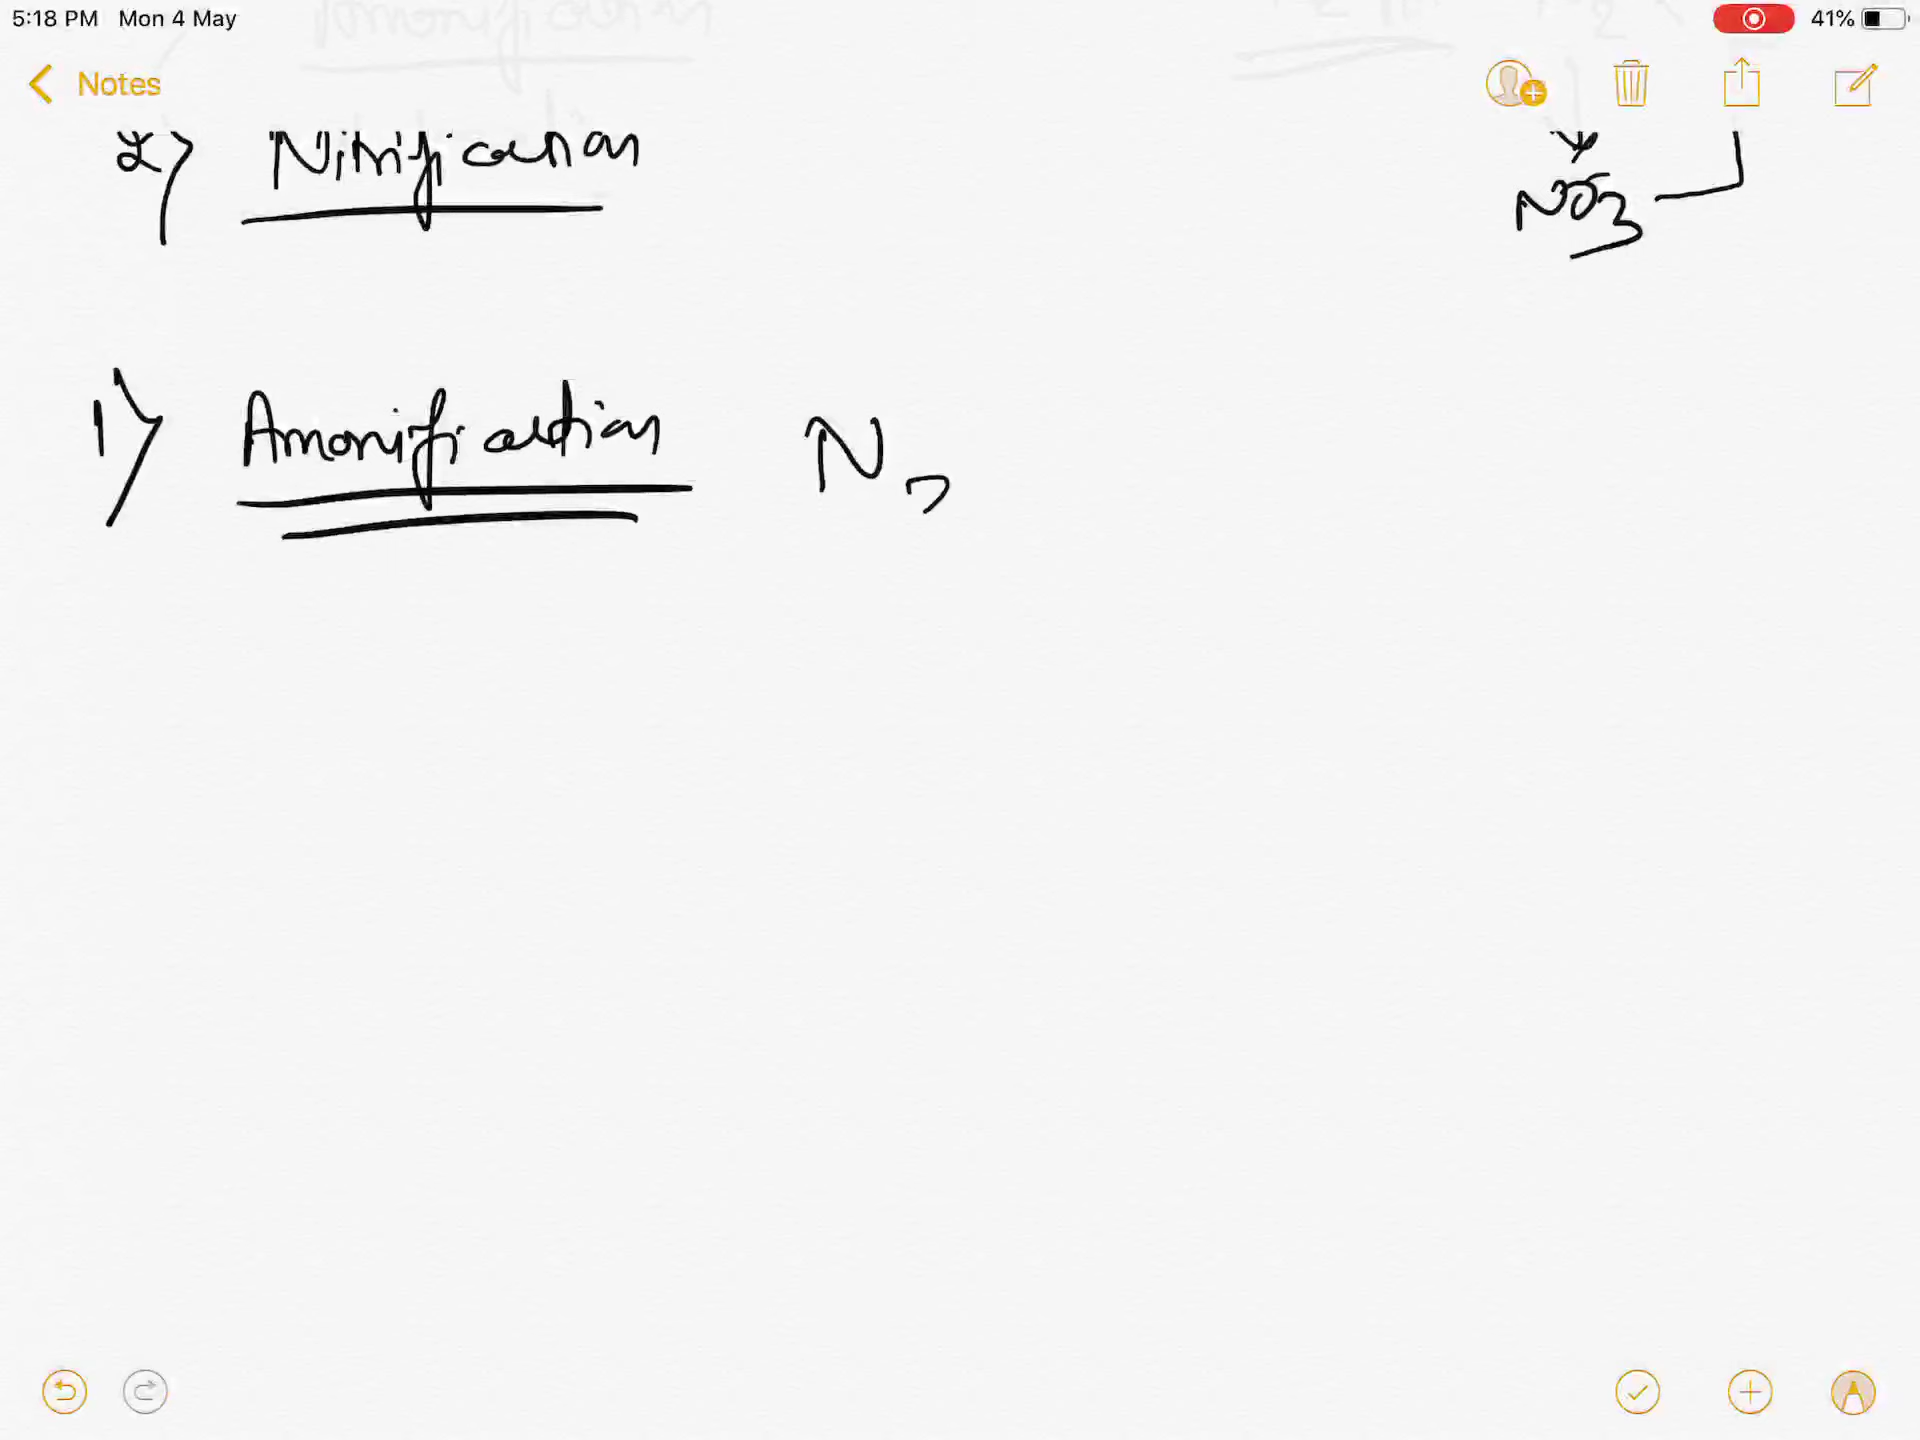 5:18 PM Mon 4 May
41%
Notes
2) Nitrification
NO3
1) Amonification N2